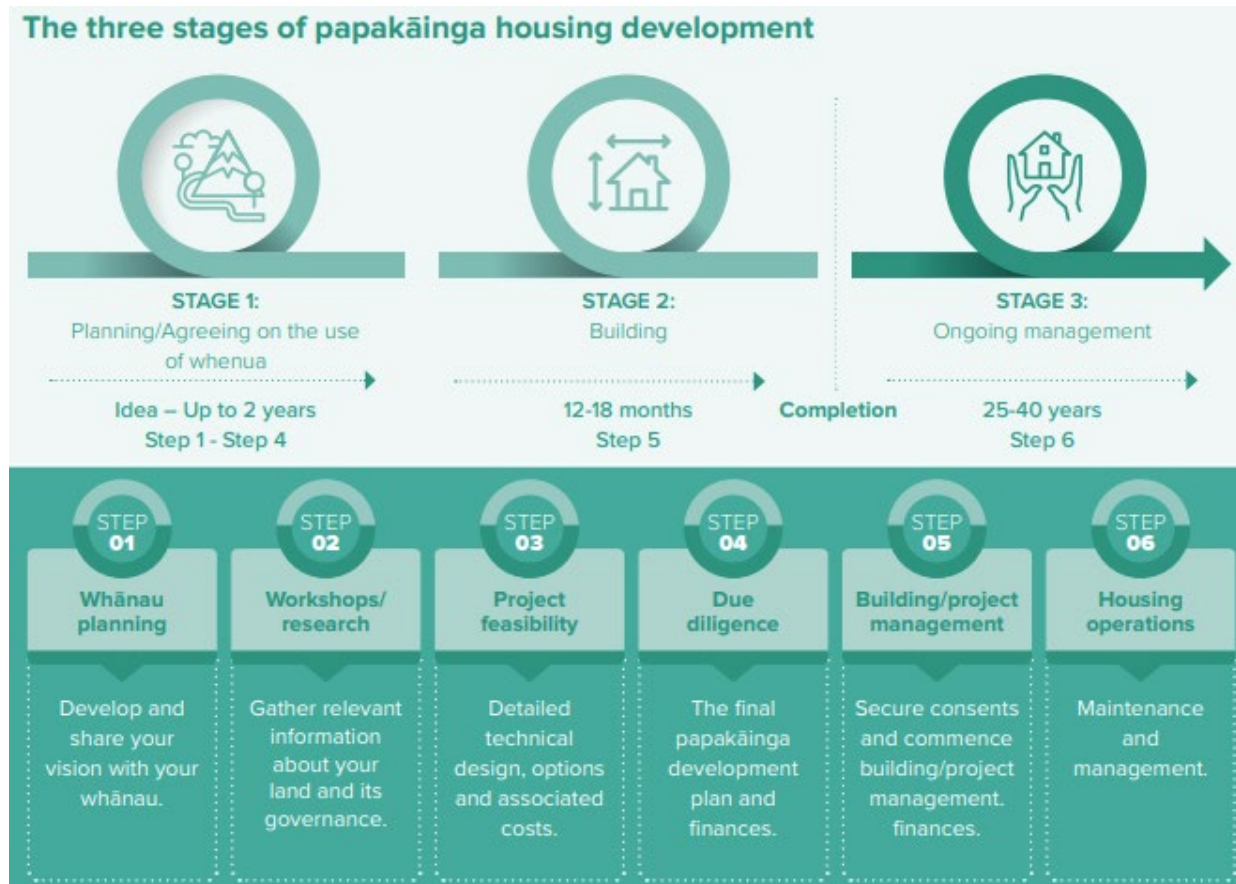 The three stages of papakāinga housing development
STAGE 1:
Planning/Agreeing on the use
of whenua
Idea – Up to 2 years
Step 1 - Step 4
STAGE 2:
Building
12-18 months
Step 5
Completion
STAGE 3:
Ongoing management
25-40 years
Step 6
STEP
01
Whānau
planning
Develop and
share your
vision with your
whānau.
STEP
02
Workshops/
research
Gather relevant
information
about your
land and its
governance.
STEP
03
Project
feasibility
Detailed
technical
design, options
and associated
costs.
STEP
04
Due
diligence
The final
papakāinga
development
plan and
finances.
STEP
05
Building/project
management
Secure consents
and commence
building/project
management.
finances.
STEP
06
Housing
operations
Maintenance
and
management.